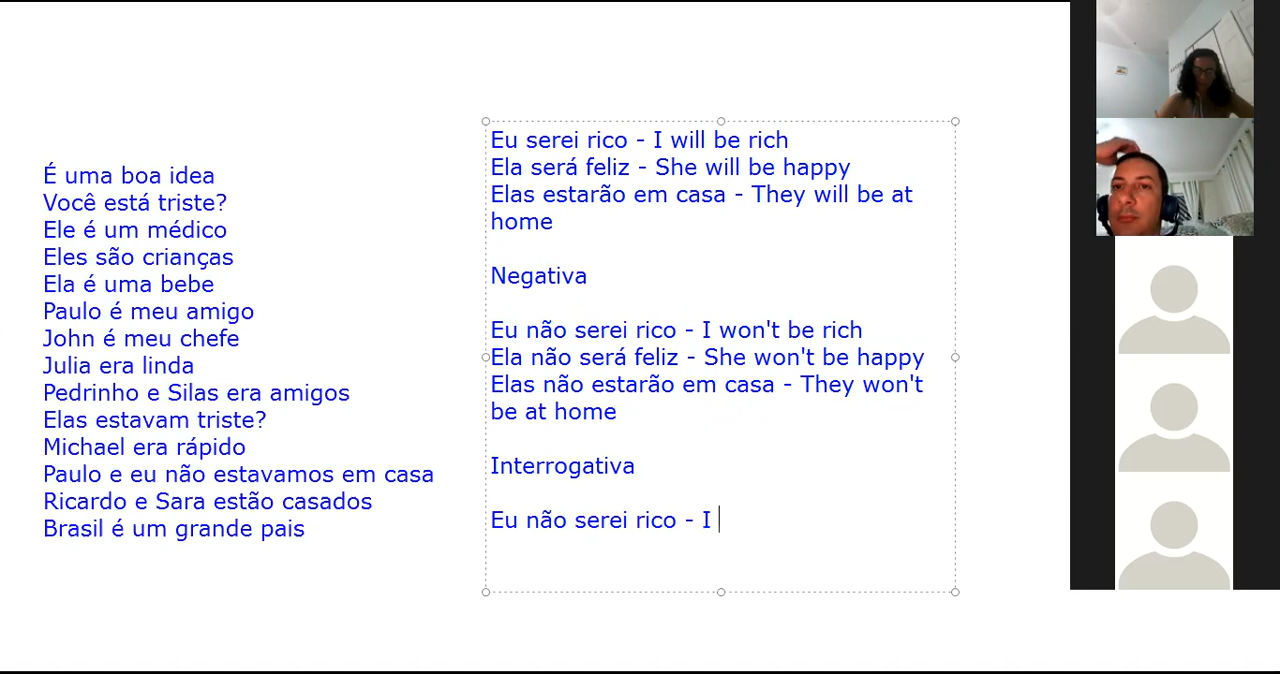 É uma boa idea
Você está triste?
Ele é um médico
Eles são crianças
Ela é uma bebe
Paulo é meu amigo
John é meu chefe
Julia era linda
Pedrinho e Silas era amigos
Elas estavam triste?
Michael era rápido
Paulo e eu não estavamos em casa
Ricardo e Sara estão casados
Brasil é um grande pais
Eu serei rico - I will be rich
Ela será feliz - She will be happy
Elas estarão em casa - They will be at
home
Negativa
Eu não serei rico - I won't be rich
Ela não será feliz - She won't be happy
Elas não estarão em casa - They won't
be at home
Interrogativa
Eu não serei rico - I